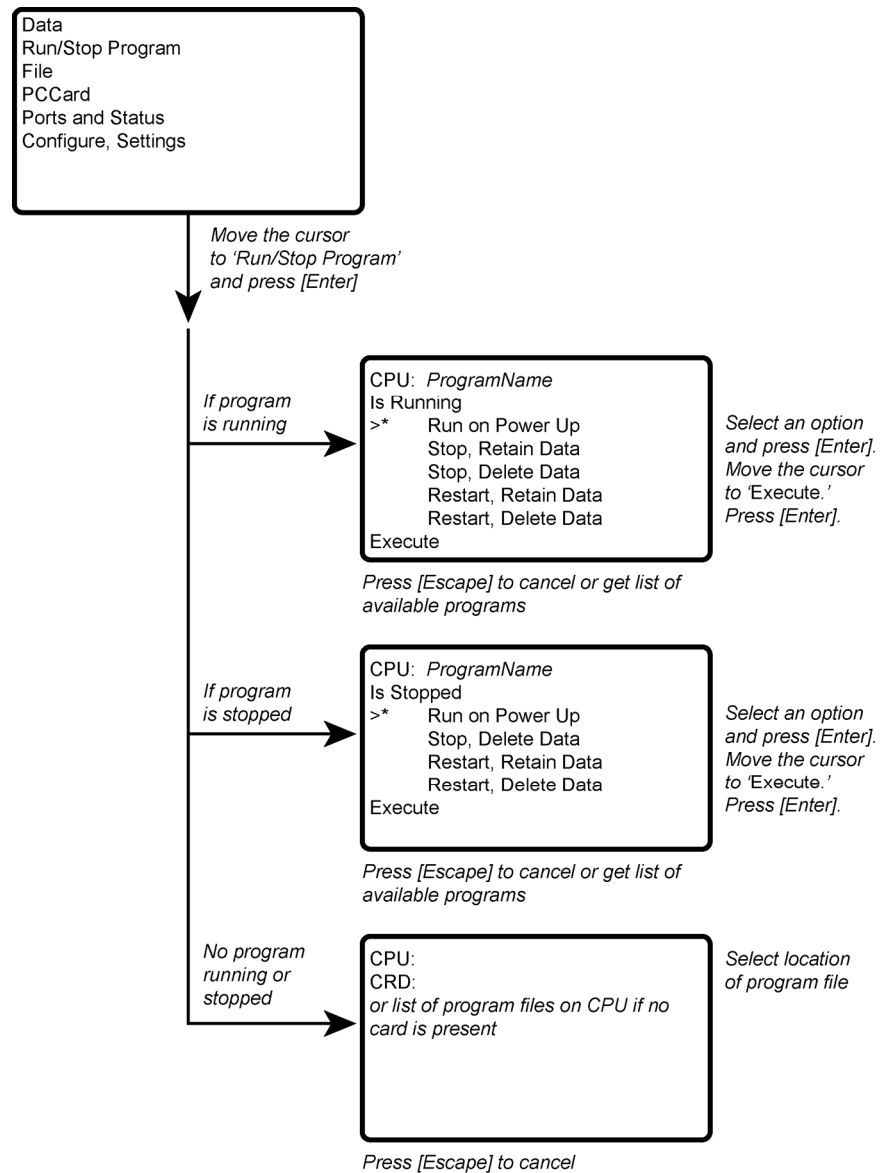 Data
Run/Stop Program
File
PCCard
Ports and Status
Configure, Settings
Move the cursor
to ‘Run/Stop Program’
and press [Enter]
If program
is running
CPU: ProgramName
Is Running
>* Run on Power Up
Stop, Retain Data
Stop, Delete Data
Restart, Retain Data
Restart, Delete Data
Execute
Select an option
and press [Enter].
Move the cursor
to ‘Execute.’
Press [Enter].
Press [Escape] to cancel or get list of
available programs
If program
is stopped
CPU: ProgramName
Is Stopped
>* Run on Power Up
Stop, Delete Data
Restart, Retain Data
Restart, Delete Data
Execute
Select an option
and press [Enter].
Move the cursor
to ‘Execute.’
Press [Enter].
Press [Escape] to cancel or get list of
available programs
No program
running or
stopped
CPU:
CRD:
or list of program files on CPU if no
card is present
Select location
of program file
Press [Escape] to cancel